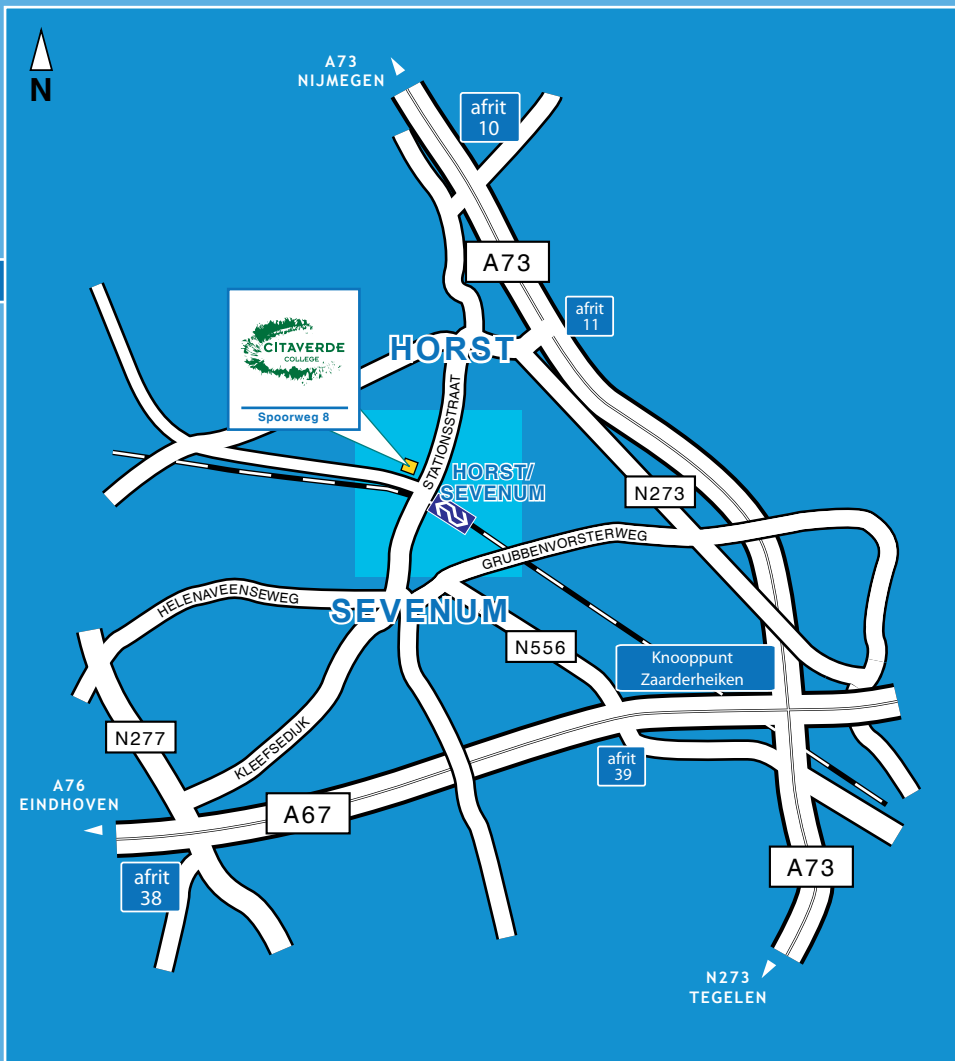 N
A73
NIJMEGEN
afrit
10
A73
afrit
11
CITAVERDE
COLLEGE
Spoorweg 8
HORST
STATIONSSTRAAT
HORST/
SEVENUM
N273
GRUBBENVORSTERWEG
HELENAVEENSEWEG
SEVENUM
N556
Knooppunt
Zaarderheiken
N277
KLEEFSEDIJK
afrit
39
A76
EINDHOVEN
A67
afrit
38
A73
N273
TEGELEN